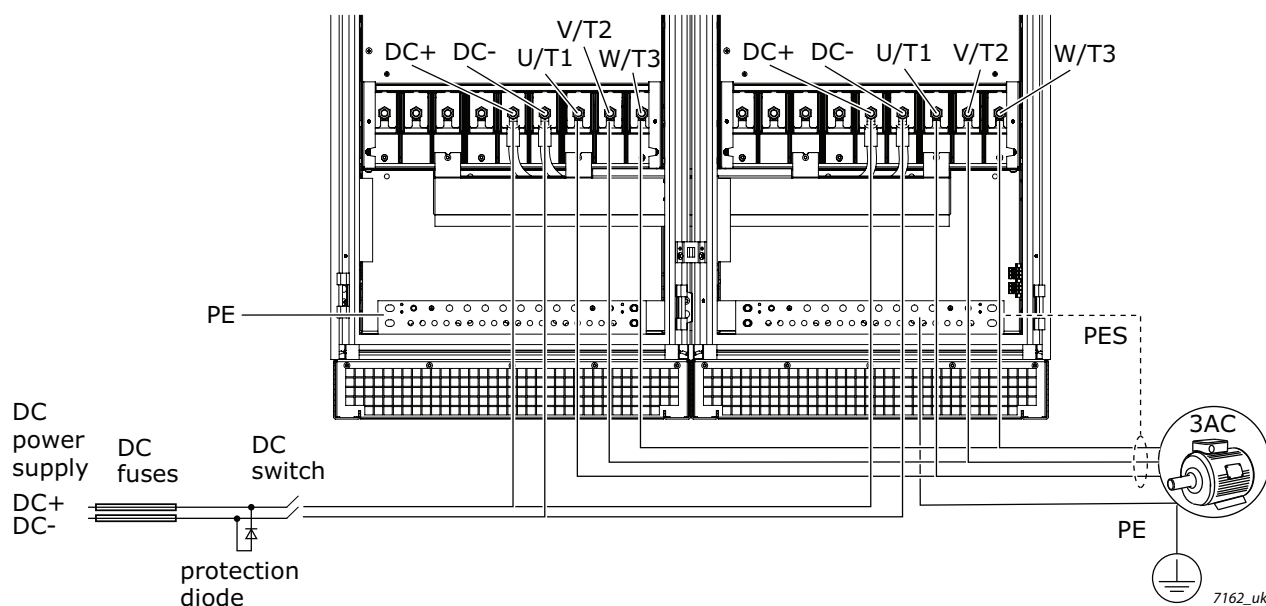 V/T2
DC+ DC- U/T1 W/T3
DC+ DC- U/T1 V/T2 W/T3
PE
PES
DC
power
supply
DC
fuses
DC
switch
DC+
DC-
protection
diode
3AC
PE
7162_uk